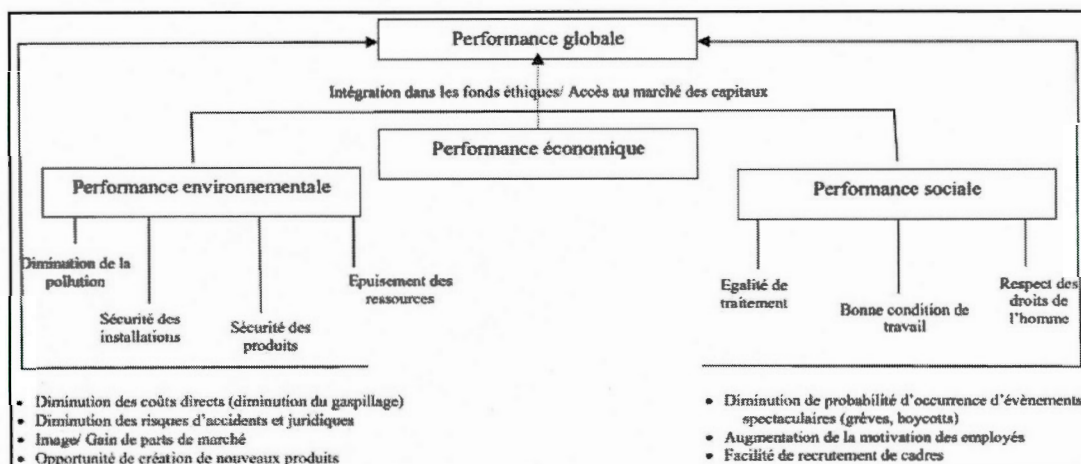 Performance globale
Intégration dans les fonds éthiques/ Accès au marché des capitaux
Performance économique
Performance environnementale
Performance sociale
Diminution de la
pollution
Sécurité des
installations
Sécurité des
produits
Epuisement des
ressources
Egalité de
traitement
Bonne condition de
travail
Respect des
droits de
l'homme
• Diminution des coûts directs (diminution du gaspillage)
• Diminution des risques d'accidents et juridiques
• Image/ Gain de parts de marché
• Opportunité de création de nouveaux produits
• Diminution de probabilité d'occurrence d'évènements
spectaculaires (grèves, boycotts)
• Augmentation de la motivation des employés
• Facilité de recrutement de cadres